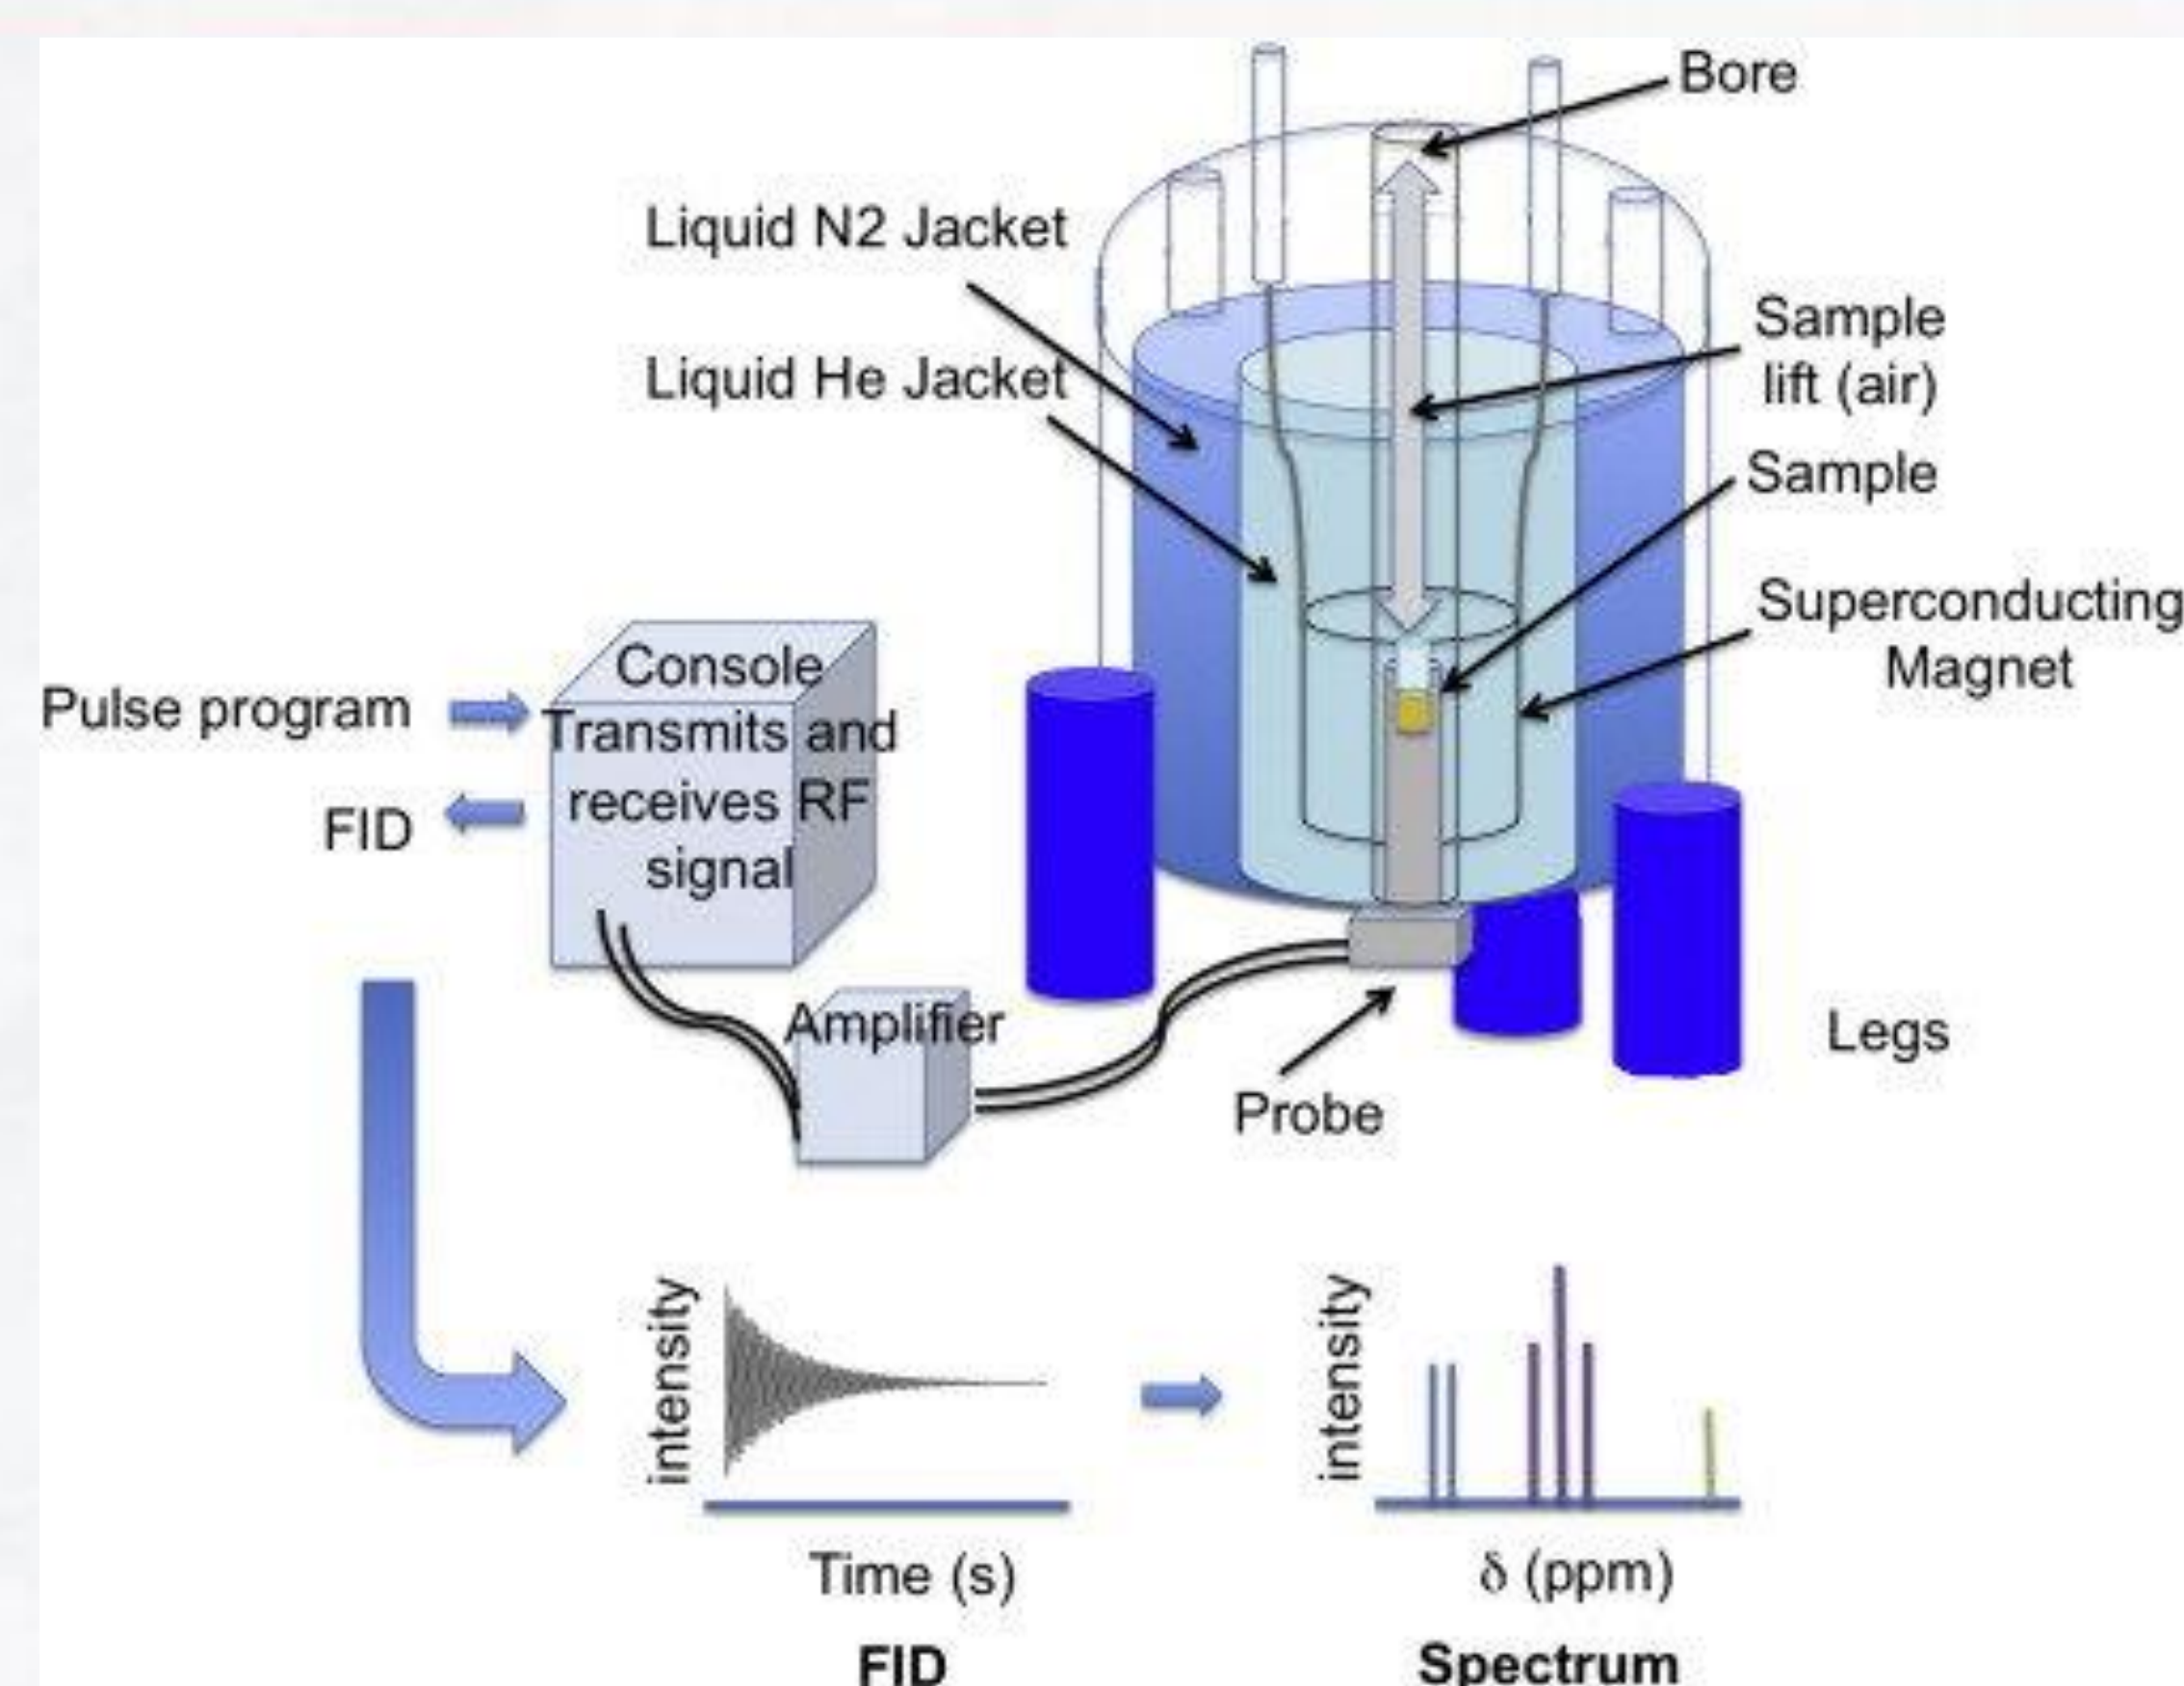 Bore
Liquid N2 Jacket
Sample
lift (air)
Liquid He Jacket
Sample
Superconducting
Magnet
Console
Pulse program
Transmits and
receives RF
signal
FID
Amplifier
Legs
Probe
intensity
intensity
Time (s)
δ (ppm)
FID
Spectrum